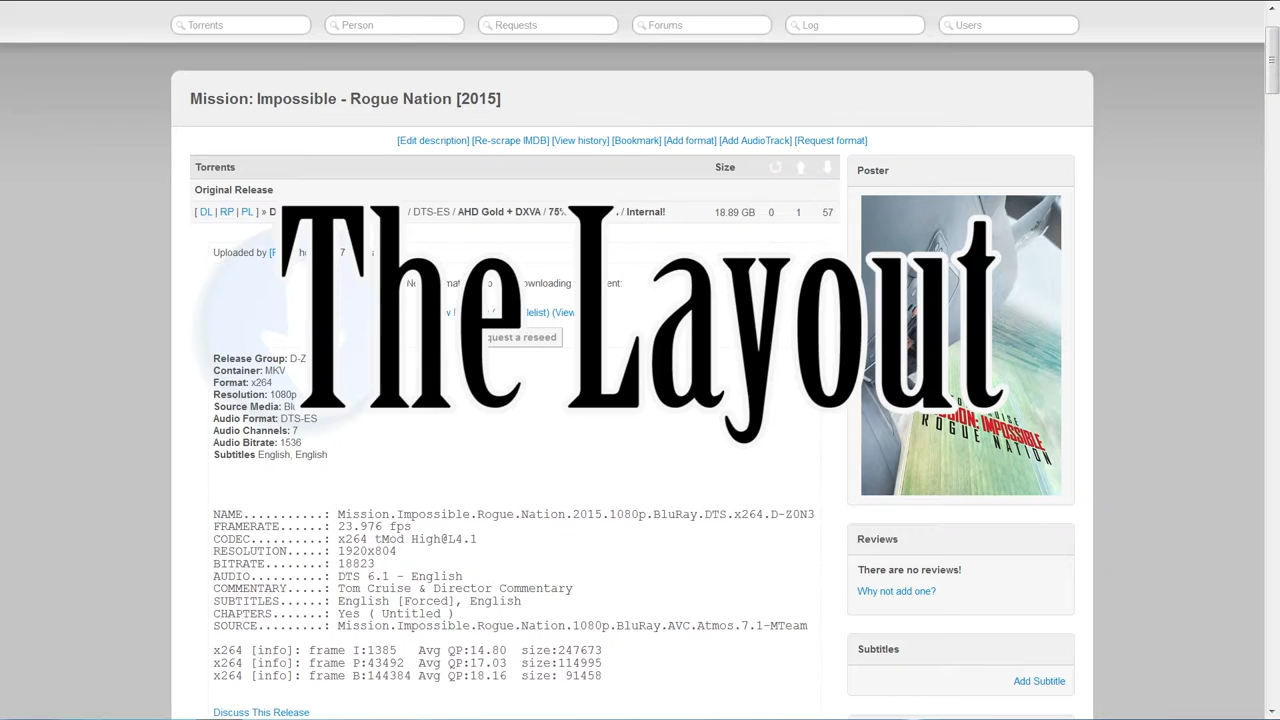 Torrents Person Requests Forums Log Users
Mission: Impossible - Rogue Nation [2015]
[Edit description] [Re-scrape IMDB] [View history] [Bookmark] [Add format] [Add AudioTrack] [Request format]
Torrents Size
Poster
Original Release
[ DL | RP | PL ] » / DTS-ES / AHD Gold + DXVA / / Internal! 18.89 GB 0 1 57
The Layout
Uploaded by
Release Group: D-Z
Container: MKV
Format: x264
Resolution: 1080p
Source Media:
Audio Format: DTS-ES
Audio Channels: 7
Audio Bitrate: 1536
Subtitles English, English
MISSION: IMPOSSIBLE
ROGUE NATION
NAME...........: Mission.Impossible.Rogue.Nation.2015.1080p.BluRay.DTS.x264.D-Z0N3
FRAMERATE......: 23.976 fps
CODEC..........: x264 tMod High@L4.1
RESOLUTION.....: 1920x804
BITRATE........: 18823
AUDIO..........: DTS 6.1 - English
COMMENTARY.....: Tom Cruise & Director Commentary
SUBTITLES......: English [Forced], English
CHAPTERS.......: Yes ( Untitled )
SOURCE.........: Mission.Impossible.Rogue.Nation.1080p.BluRay.AVC.Atmos.7.1-MTeam
x264 [info]: frame I:1385 Avg QP:14.80 size:247673
x264 [info]: frame P:43492 Avg QP:17.03 size:114995
x264 [info]: frame B:144384 Avg QP:18.16 size: 91458
Discuss This Release
Reviews
There are no reviews!
Why not add one?
Subtitles
Add Subtitle